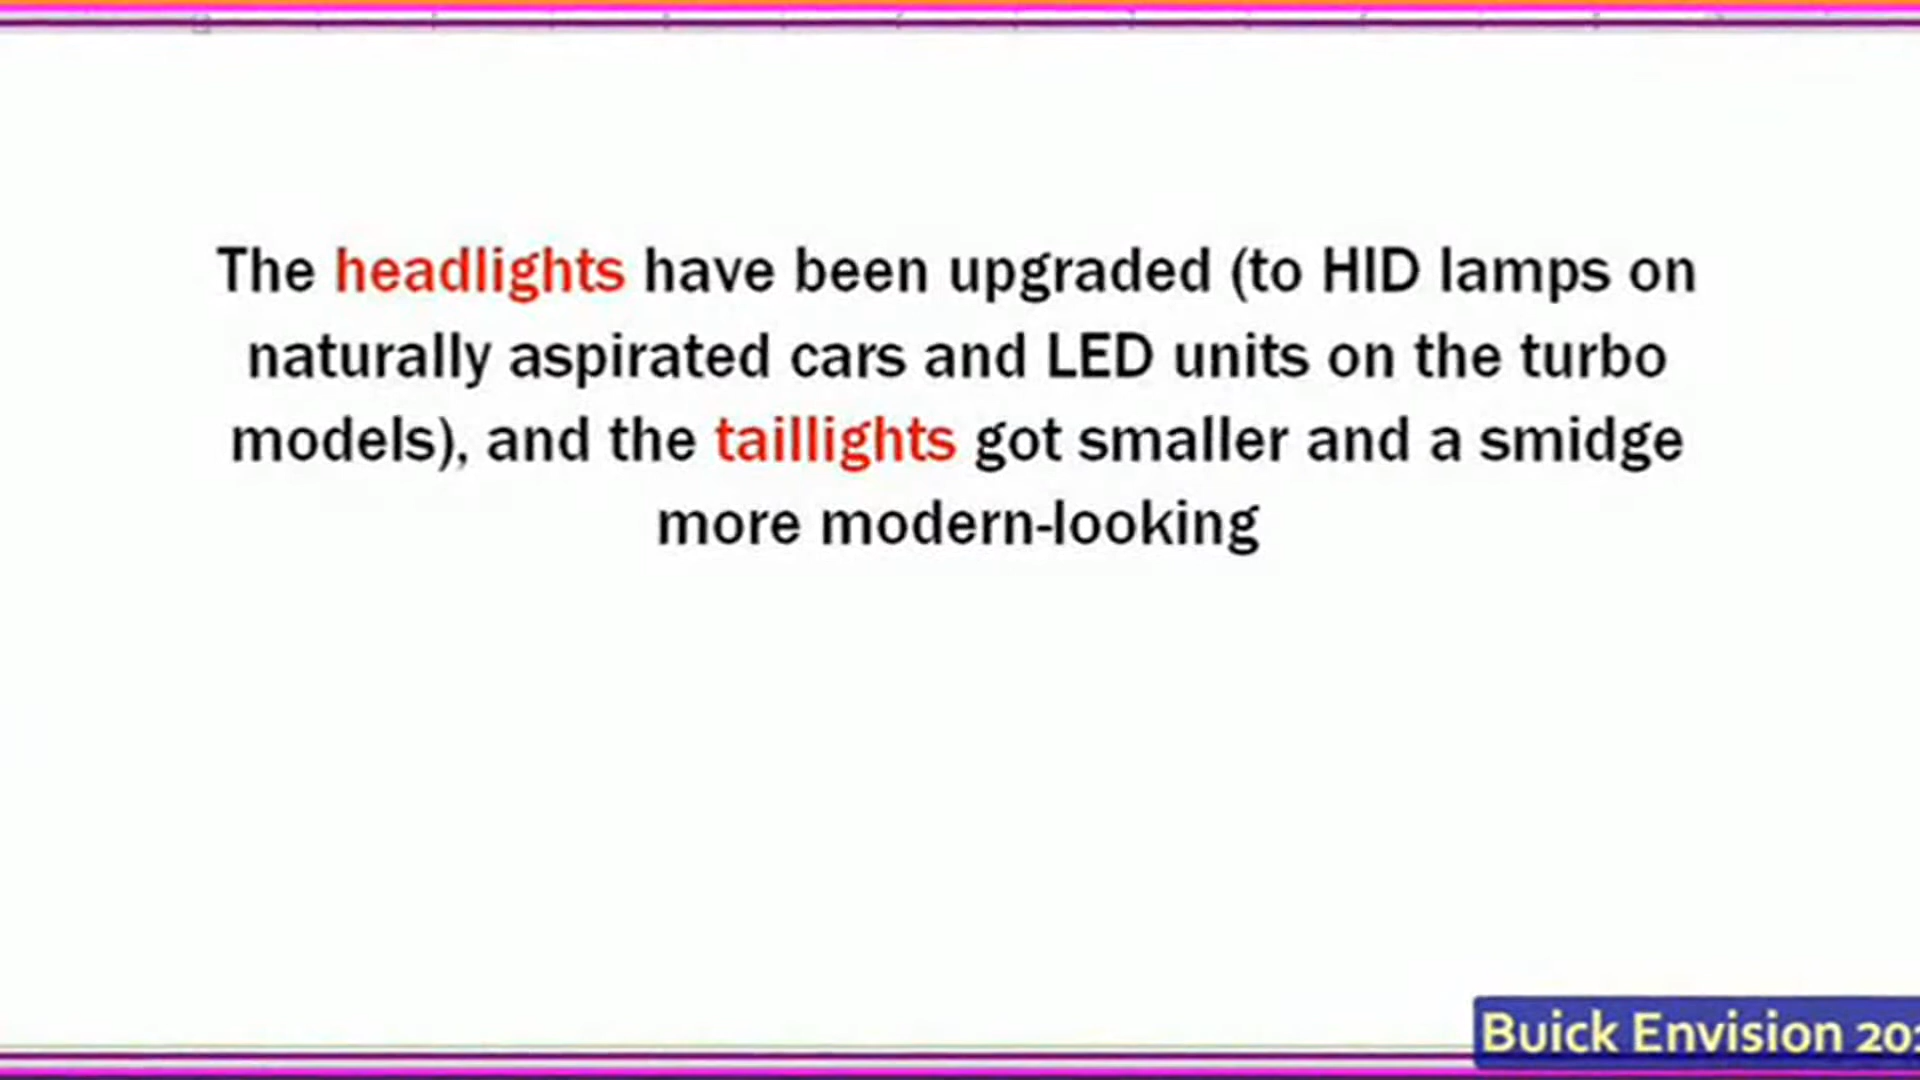 The headlights have been upgraded (to HID lamps on
naturally aspirated cars and LED units on the turbo
models), and the taillights got smaller and a smidge
more modern-looking
Buick Envision